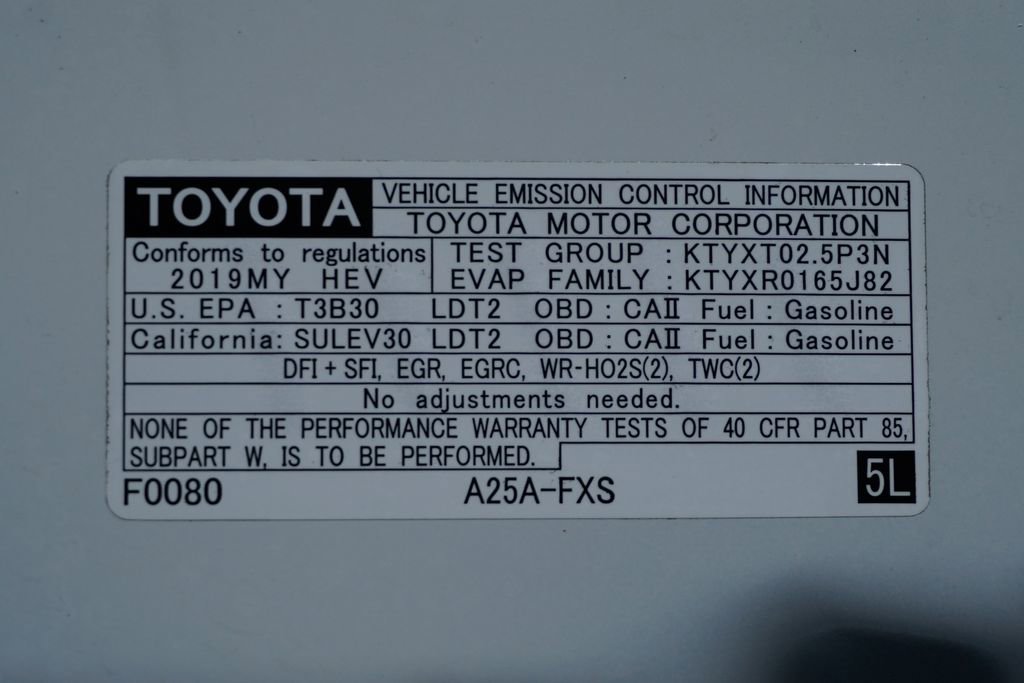 TOYOTA VEHICLE EMISSION CONTROL INFORMATION
TOYOTA MOTOR CORPORATION
Conforms to regulations TEST GROUP : KTYXT02.5P3N
2019MY HEV EVAP FAMILY : KTYXR0165J82
U.S. EPA : T3B30 LDT2 OBD : CAⅡ Fuel : Gasoline
California: SULEV30 LDT2 OBD : CAⅡ Fuel : Gasoline
DFI + SFI, EGR, EGRC, WR-HO2S(2), TWC(2)
No adjustments needed.
NONE OF THE PERFORMANCE WARRANTY TESTS OF 40 CFR PART 85,
SUBPART W, IS TO BE PERFORMED.
F0080 A25A-FXS 5L